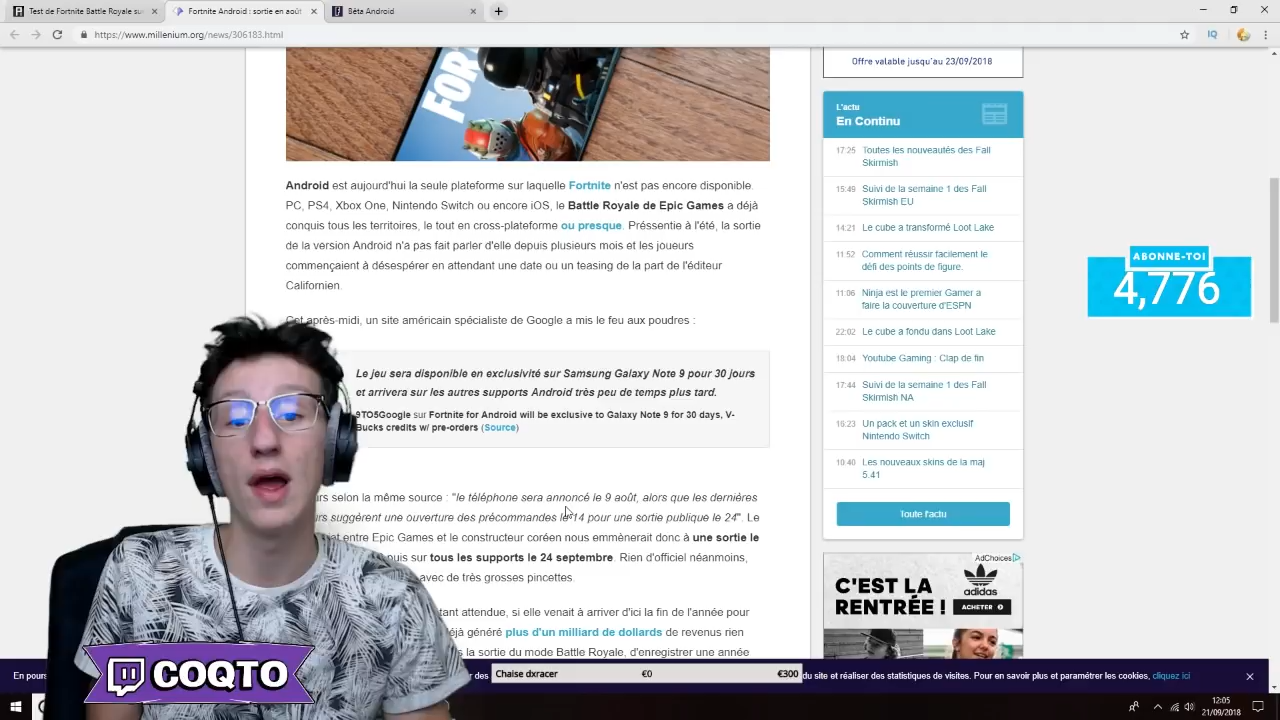 Test de Fortnite Battle Royale su
Fortnite Android : sortie en août
Bêta Android
https://www.millenium.org/news/306183.html
IQ
FOR
Android est aujourd'hui la seule plateforme sur laquelle Fortnite n'est pas encore disponible.
PC, PS4, Xbox One, Nintendo Switch ou encore iOS, le Battle Royale de Epic Games a déjà
conquis tous les territoires, le tout en cross-plateforme ou presque. Préssentie à l'été, la sortie
de la version Android n'a pas fait parler d'elle depuis plusieurs mois et les joueurs
commençaient à désespérer en attendant une date ou un teasing de la part de l'éditeur
Californien.
Cet après-midi, un site américain spécialiste de Google a mis le feu aux poudres :
Le jeu sera disponible en exclusivité sur Samsung Galaxy Note 9 pour 30 jours
et arrivera sur les autres supports Android très peu de temps plus tard.
9TO5Google sur Fortnite for Android will be exclusive to Galaxy Note 9 for 30 days, V-
Bucks credits w/ pre-orders (Source)
selon la même source : "le téléphone sera annoncé le 9 août, alors que les dernières
suggèrent une ouverture des précommandes le 14 pour une sortie publique le 24". Le
entre Epic Games et le constructeur coréen nous emmènerait donc à une sortie le
puis sur tous les supports le 24 septembre. Rien d'officiel néanmoins,
avec de très grosses pincettes.
tant attendue, si elle venait à arriver d'ici la fin de l'année pour
généré plus d'un milliard de dollards de revenus rien
la sortie du mode Battle Royale, d'enregistrer une année
Offre valable jusqu'au 23/09/2018
L'actu
En Continu
17:25 Toutes les nouveautés des Fall
Skirmish
15:49 Suivi de la semaine 1 des Fall
Skirmish EU
14:21 Le cube a transformé Loot Lake
11:52 Comment réussir facilement le
défi des points de figure.
11:06 Ninja est le premier Gamer a
faire la couverture d'ESPN
22:02 Le cube a fondu dans Loot Lake
18:04 Youtube Gaming : Clap de fin
17:44 Suivi de la semaine 1 des Fall
Skirmish NA
16:23 Un pack et un skin exclusif
Nintendo Switch
10:40 Les nouveaux skins de la maj
5.41
Toute l'actu
AdChoices
C'EST LA
RENTRÉE !
adidas
ACHETER
ABONNE-TOI
4,776
COQTO
En pours
des
Chaise dxracer €0 €300
du site et réaliser des statistiques de visites. Pour en savoir plus et paramétrer les cookies, cliquez ici
12:05
21/09/2018